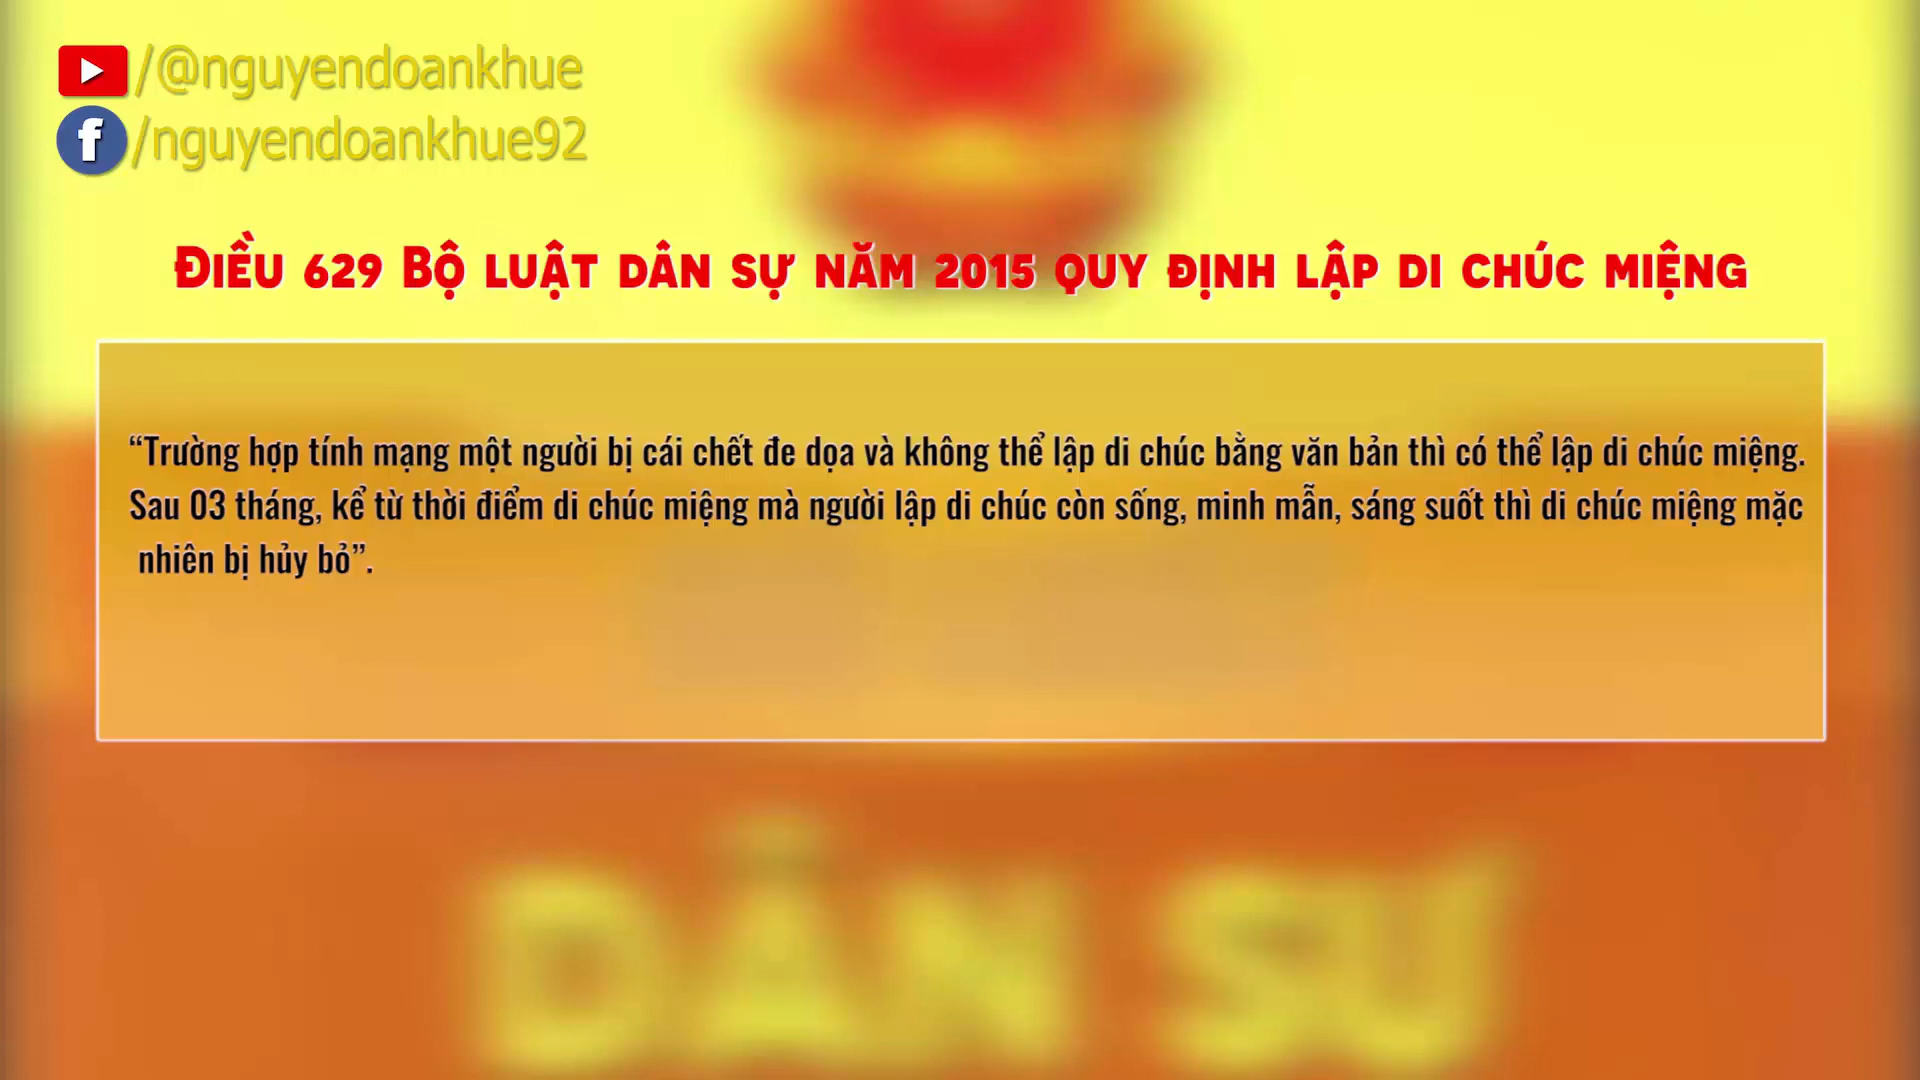 /@nguyendoankhue
/nguyendoankhue92
Điều 629 Bộ luật dân sự năm 2015 quy định lập di chúc miệng
“Trường hợp tính mạng một người bị cái chết đe dọa và không thể lập di chúc bằng văn bản thì có thể lập di chúc miệng.
Sau 03 tháng, kể từ thời điểm di chúc miệng mà người lập di chúc còn sống, minh mẫn, sáng suốt thì di chúc miệng mặc
nhiên bị hủy bỏ”.
DÂN SỰ